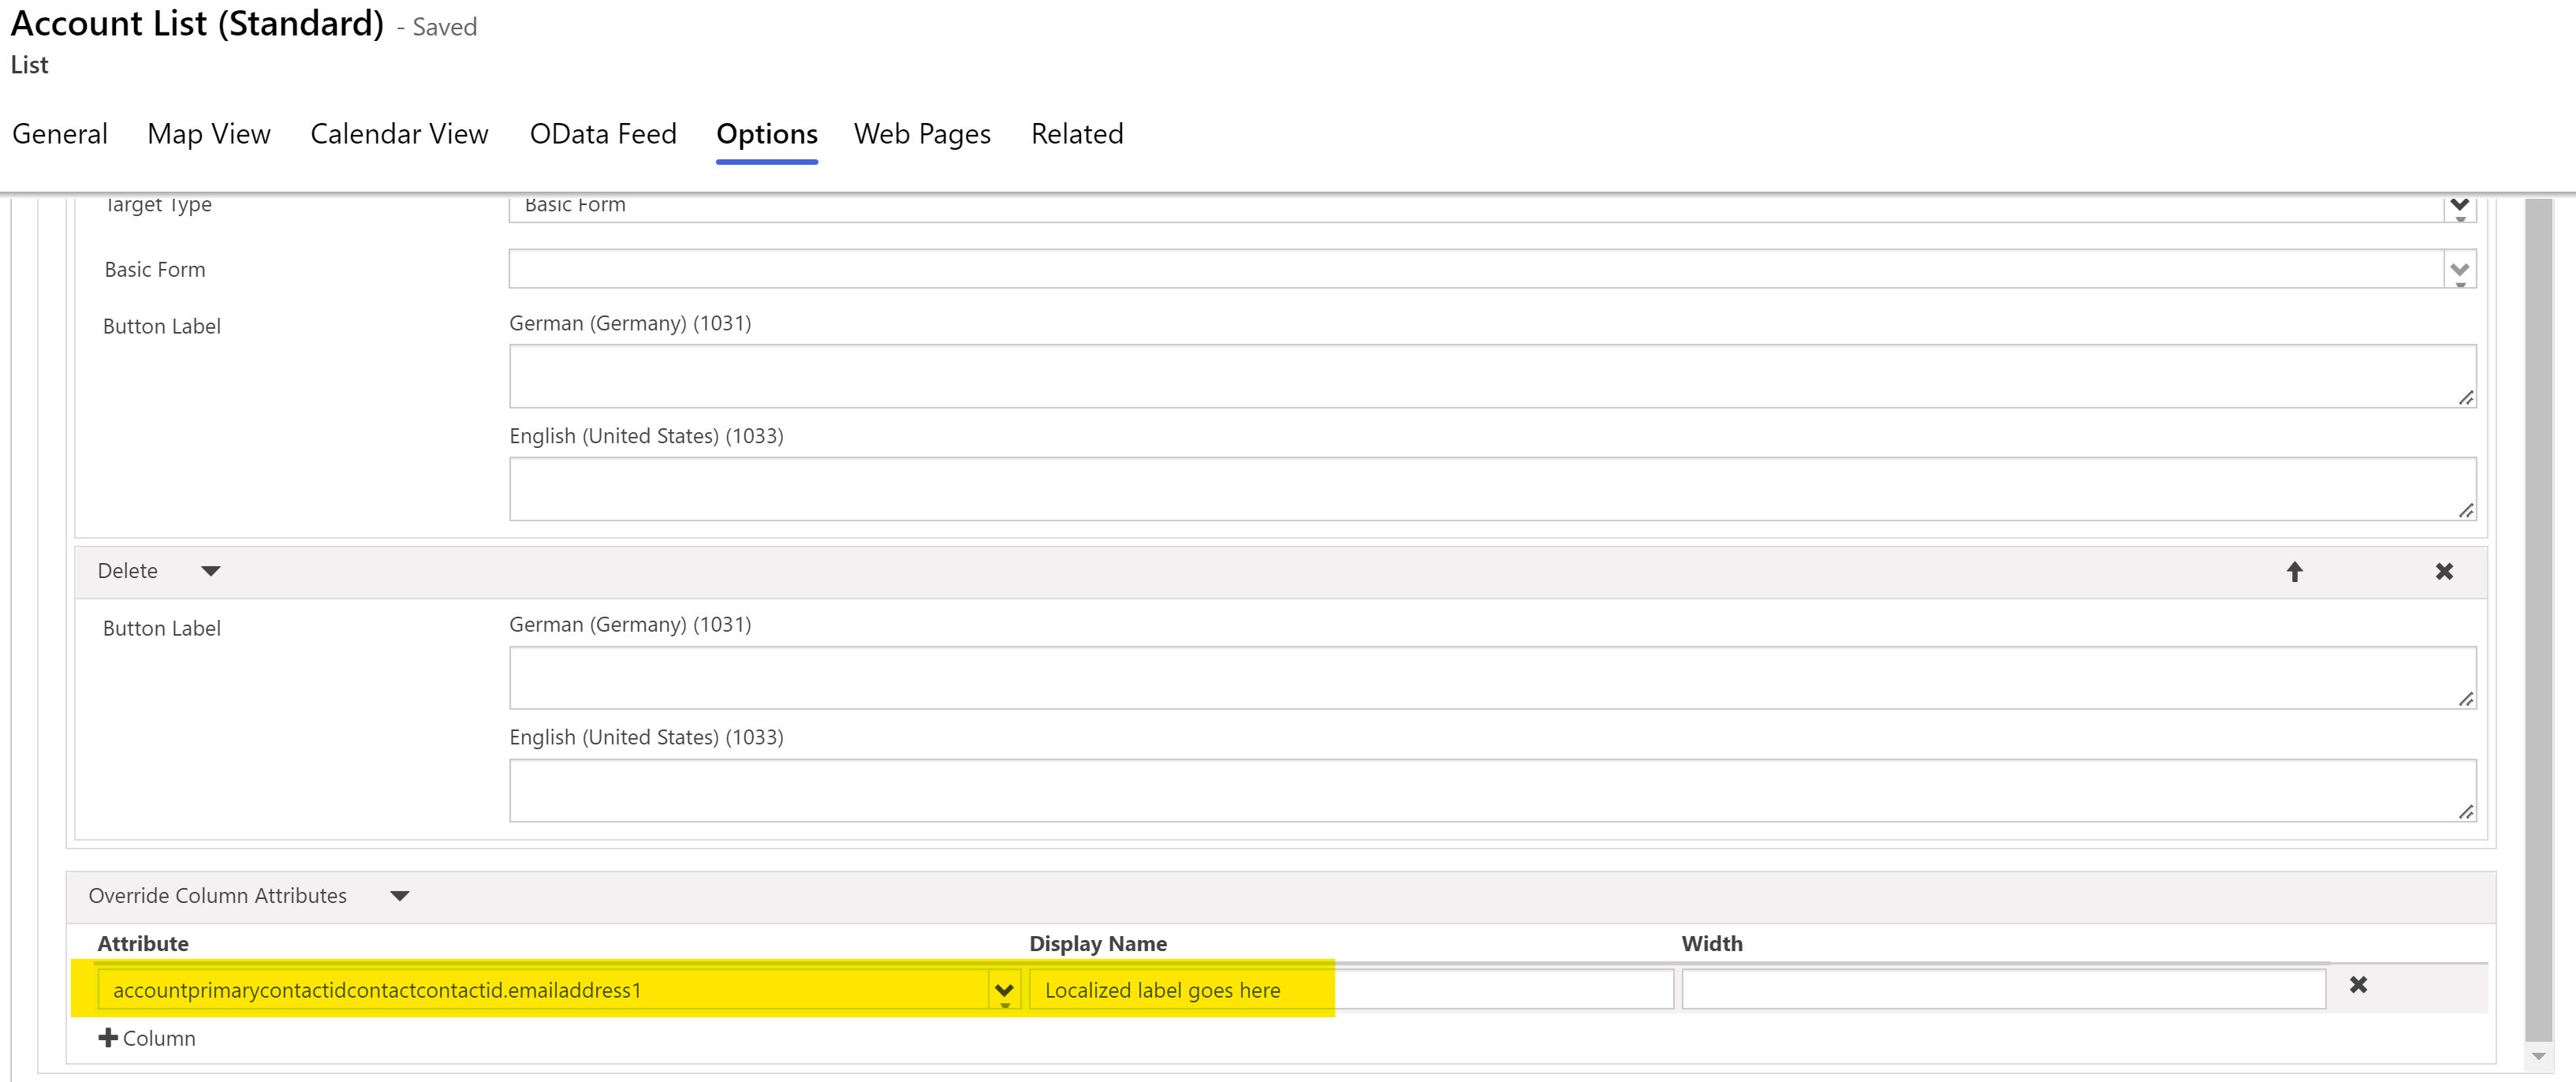 Account List (Standard) - Saved
List
General Map View Calendar View OData Feed Options Web Pages Related
Target Type Basic Form
Basic Form
Button Label German (Germany) (1031)
English (United States) (1033)
Delete
Button Label German (Germany) (1031)
English (United States) (1033)
Override Column Attributes
Attribute Display Name Width
accountprimarycontactidcontactcontactid.emailaddress1 Localized label goes here
Column